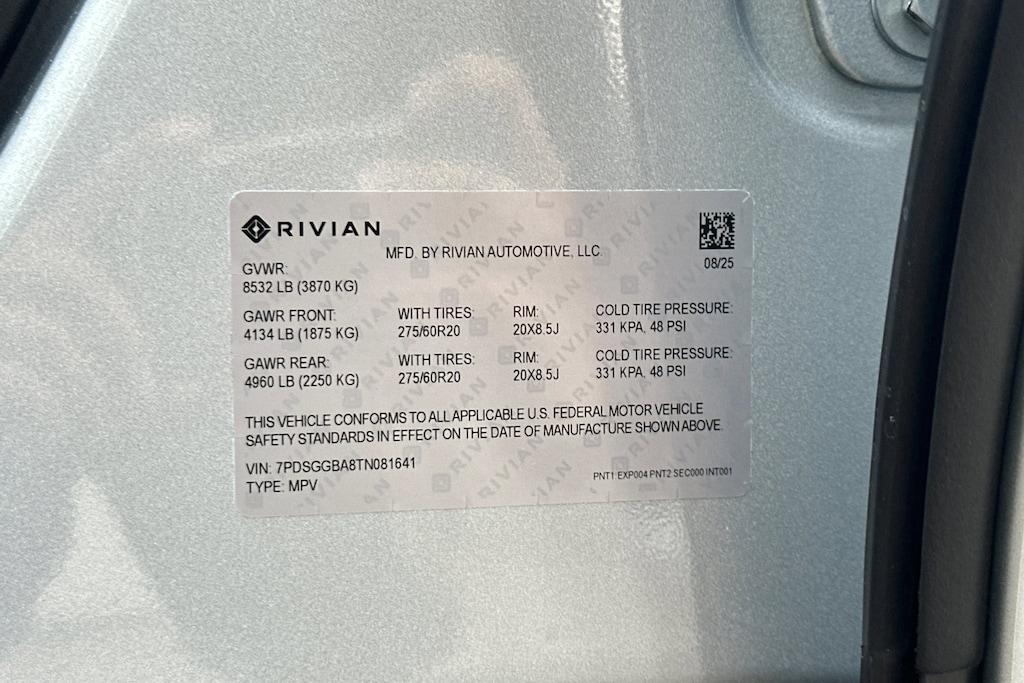 RIVIAN
MFD. BY RIVIAN AUTOMOTIVE, LLC.
08/25
GVWR:
8532 LB (3870 KG)
GAWR FRONT: WITH TIRES: RIM: COLD TIRE PRESSURE:
4134 LB (1875 KG) 275/60R20 20X8.5J 331 KPA, 48 PSI
GAWR REAR: WITH TIRES: RIM: COLD TIRE PRESSURE:
4960 LB (2250 KG) 275/60R20 20X8.5J 331 KPA, 48 PSI
THIS VEHICLE CONFORMS TO ALL APPLICABLE U.S. FEDERAL MOTOR VEHICLE
SAFETY STANDARDS IN EFFECT ON THE DATE OF MANUFACTURE SHOWN ABOVE.
VIN: 7PDSGGBA8TN081641
TYPE: MPV
PNT1 EXP004 PNT2 SEC000 INT001